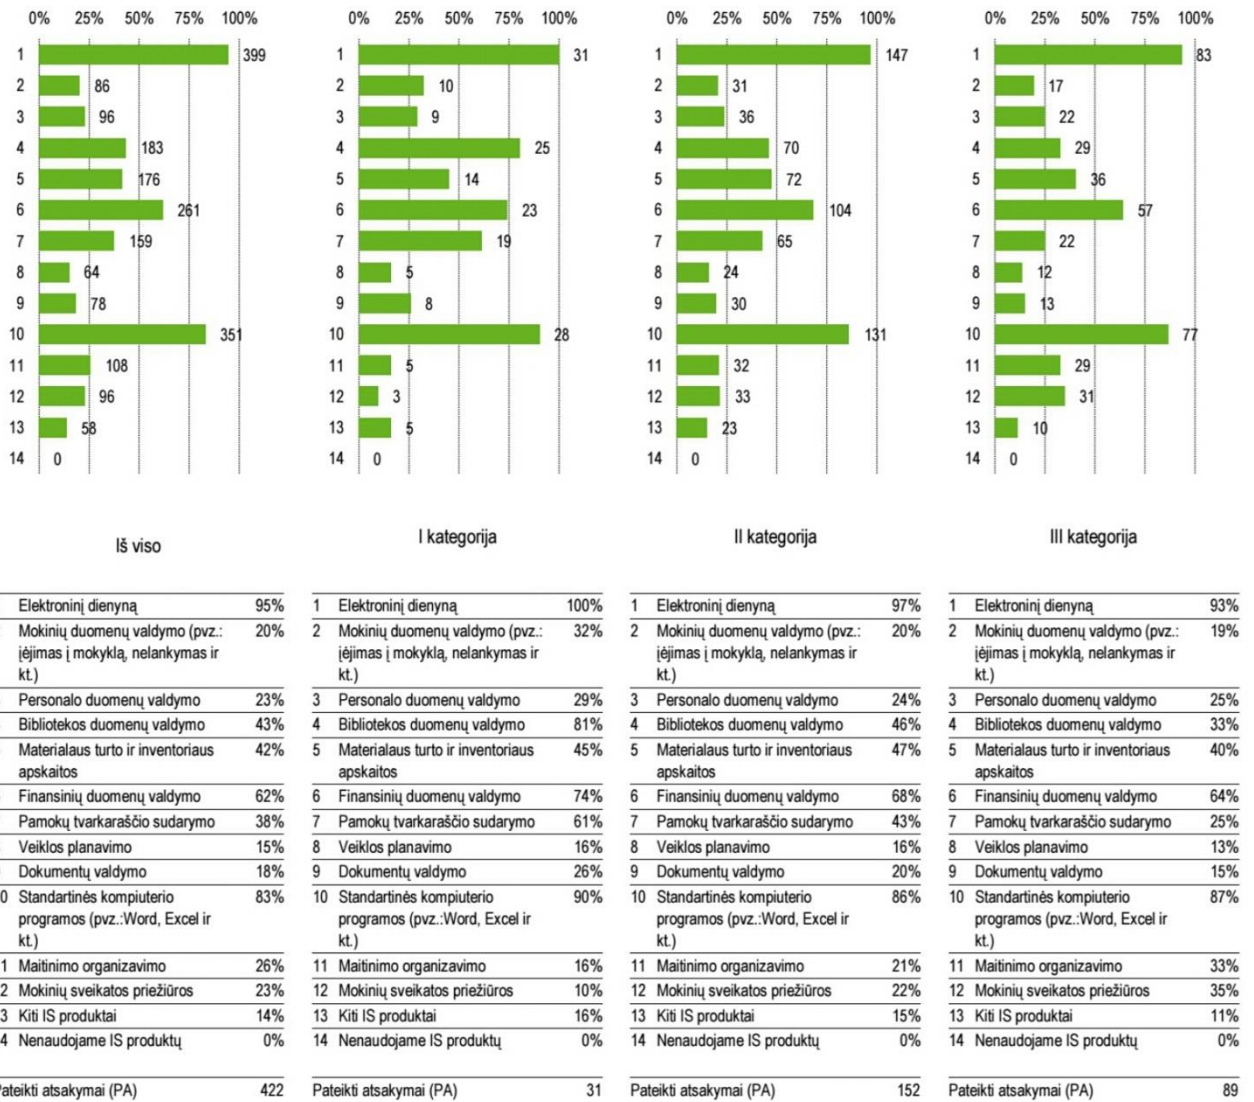 0% 25% 50% 75% 100%
1 399
2 86
3 96
4 183
5 176
6 261
7 159
8 64
9 78
10 351
11 108
12 96
13 58
14 0
Iš viso
Elektroninį dienyną 95%
Mokinių duomenų valdymo (pvz.: 20%
įėjimas į mokyklą, nelankymas ir
kt.)
Personalo duomenų valdymo 23%
Bibliotekos duomenų valdymo 43%
Materialaus turto ir inventoriaus 42%
apskaitos
Finansinių duomenų valdymo 62%
Pamokų tvarkaraščio sudarymo 38%
Veiklos planavimo 15%
Dokumentų valdymo 18%
0 Standartinės kompiuterio 83%
programos (pvz.:Word, Excel ir
kt.)
1 Maitinimo organizavimo 26%
2 Mokinių sveikatos priežiūros 23%
3 Kiti IS produktai 14%
4 Nenaudojame IS produktų 0%
Pateikti atsakymai (PA) 422
0% 25% 50% 75% 100%
1 31
2 10
3 9
4 25
5 14
6 23
7 19
8 5
9 8
10 28
11 5
12 3
13 5
14 0
I kategorija
1 Elektroninį dienyną 100%
2 Mokinių duomenų valdymo (pvz.: 32%
įėjimas į mokyklą, nelankymas ir
kt.)
3 Personalo duomenų valdymo 29%
4 Bibliotekos duomenų valdymo 81%
5 Materialaus turto ir inventoriaus 45%
apskaitos
6 Finansinių duomenų valdymo 74%
7 Pamokų tvarkaraščio sudarymo 61%
8 Veiklos planavimo 16%
9 Dokumentų valdymo 26%
10 Standartinės kompiuterio 90%
programos (pvz.:Word, Excel ir
kt.)
11 Maitinimo organizavimo 16%
12 Mokinių sveikatos priežiūros 10%
13 Kiti IS produktai 16%
14 Nenaudojame IS produktų 0%
Pateikti atsakymai (PA) 31
0% 25% 50% 75% 100%
1 147
2 31
3 36
4 70
5 72
6 104
7 65
8 24
9 30
10 131
11 32
12 33
13 23
14 0
II kategorija
1 Elektroninį dienyną 97%
2 Mokinių duomenų valdymo (pvz.: 20%
įėjimas į mokyklą, nelankymas ir
kt.)
3 Personalo duomenų valdymo 24%
4 Bibliotekos duomenų valdymo 46%
5 Materialaus turto ir inventoriaus 47%
apskaitos
6 Finansinių duomenų valdymo 68%
7 Pamokų tvarkaraščio sudarymo 43%
8 Veiklos planavimo 16%
9 Dokumentų valdymo 20%
10 Standartinės kompiuterio 86%
programos (pvz.:Word, Excel ir
kt.)
11 Maitinimo organizavimo 21%
12 Mokinių sveikatos priežiūros 22%
13 Kiti IS produktai 15%
14 Nenaudojame IS produktų 0%
Pateikti atsakymai (PA) 152
0% 25% 50% 75% 100%
1 83
2 17
3 22
4 29
5 36
6 57
7 22
8 12
9 13
10 77
11 29
12 31
13 10
14 0
III kategorija
1 Elektroninį dienyną 93%
2 Mokinių duomenų valdymo (pvz.: 19%
įėjimas į mokyklą, nelankymas ir
kt.)
3 Personalo duomenų valdymo 25%
4 Bibliotekos duomenų valdymo 33%
5 Materialaus turto ir inventoriaus 40%
apskaitos
6 Finansinių duomenų valdymo 64%
7 Pamokų tvarkaraščio sudarymo 25%
8 Veiklos planavimo 13%
9 Dokumentų valdymo 15%
10 Standartinės kompiuterio 87%
programos (pvz.:Word, Excel ir
kt.)
11 Maitinimo organizavimo 33%
12 Mokinių sveikatos priežiūros 35%
13 Kiti IS produktai 11%
14 Nenaudojame IS produktų 0%
Pateikti atsakymai (PA) 89